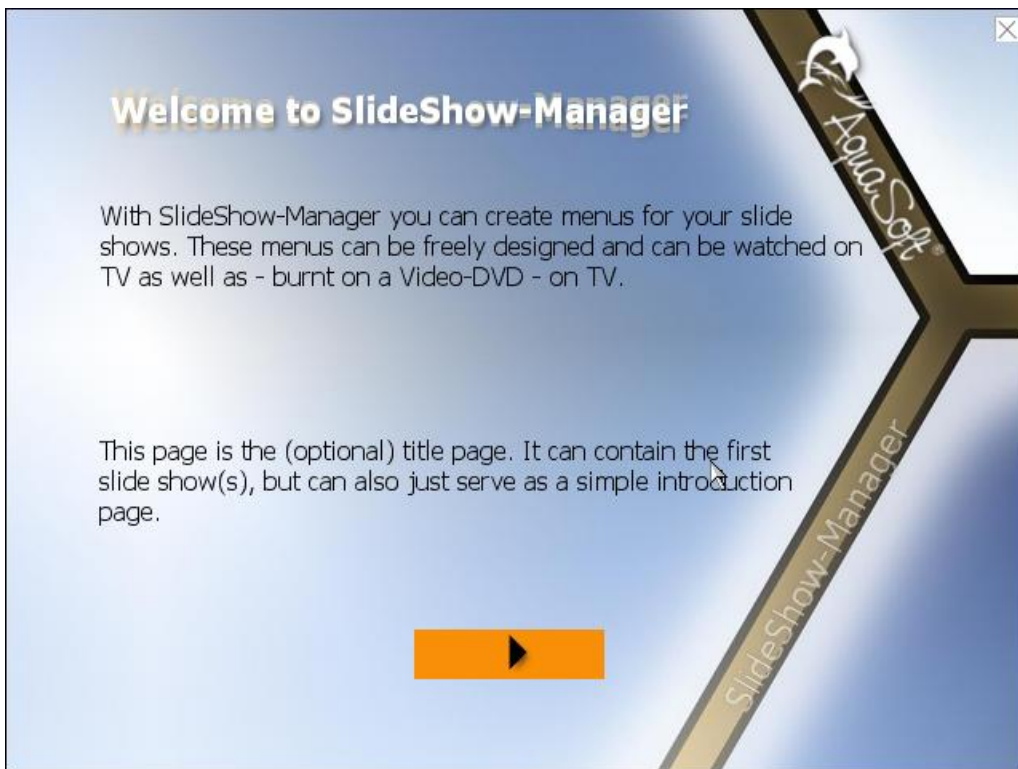 Welcome to SlideShow-Manager
AquaSoft®
With SlideShow-Manager you can create menus for your slide
shows. These menus can be freely designed and can be watched on
TV as well as - burnt on a Video-DVD - on TV.
This page is the (optional) title page. It can contain the first
slide show(s), but can also just serve as a simple introduction
page.
SlideShow-Manager